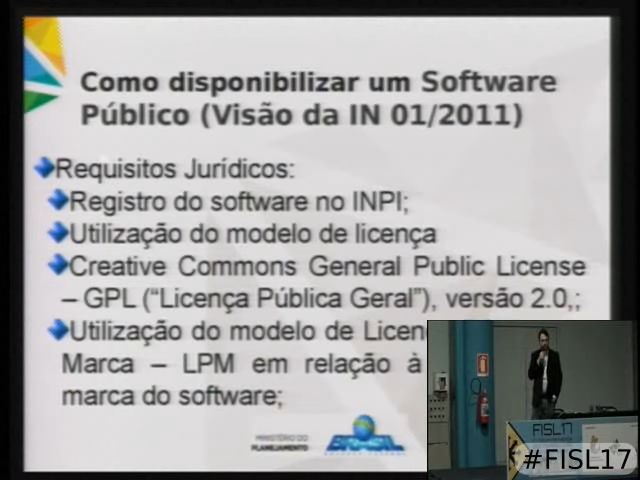 Como disponibilizar um Software
Público (Visão da IN 01/2011)
Requisitos Jurídicos:
Registro do software no INPI;
Utilização do modelo de licença
Creative Commons General Public License
– GPL ("Licença Pública Geral"), versão 2.0,;
Utilização do modelo de Licen
Marca – LPM em relação à
marca do software;
MINISTÉRIO DO
PLANEJAMENTO
BRASIL
FISL17
#FISL17